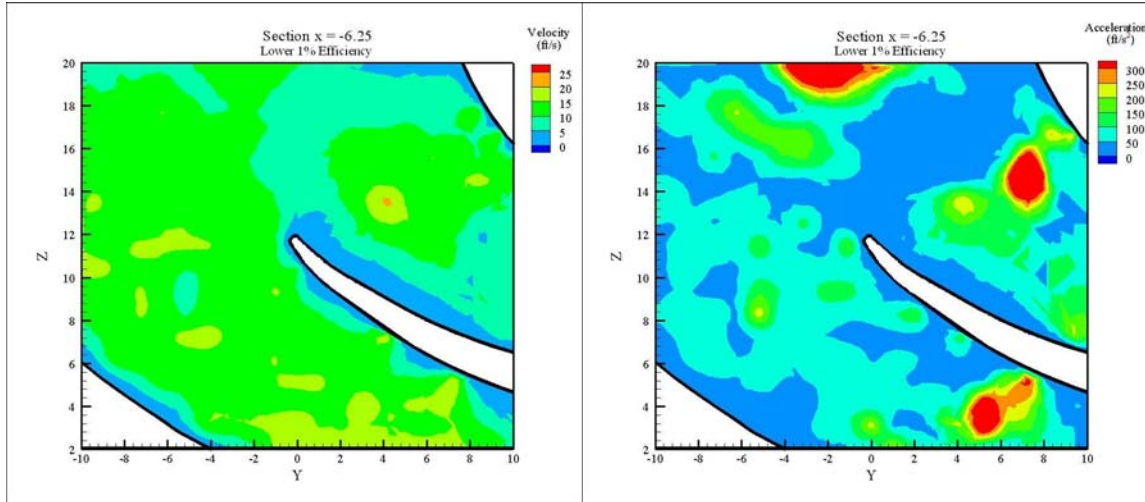 Section x = -6.25
Lower 1% Efficiency
Velocity
(ft/s)
25
20
15
10
5
0
20
18
16
14
12
10
8
6
4
2
Z
-10 -8 -6 -4 -2 0 2 4 6 8 10
Y
Section x = -6.25
Lower 1% Efficiency
Acceleration
(ft/s²)
300
250
200
150
100
50
0
20
18
16
14
12
10
8
6
4
2
Z
-10 -8 -6 -4 -2 0 2 4 6 8 10
Y